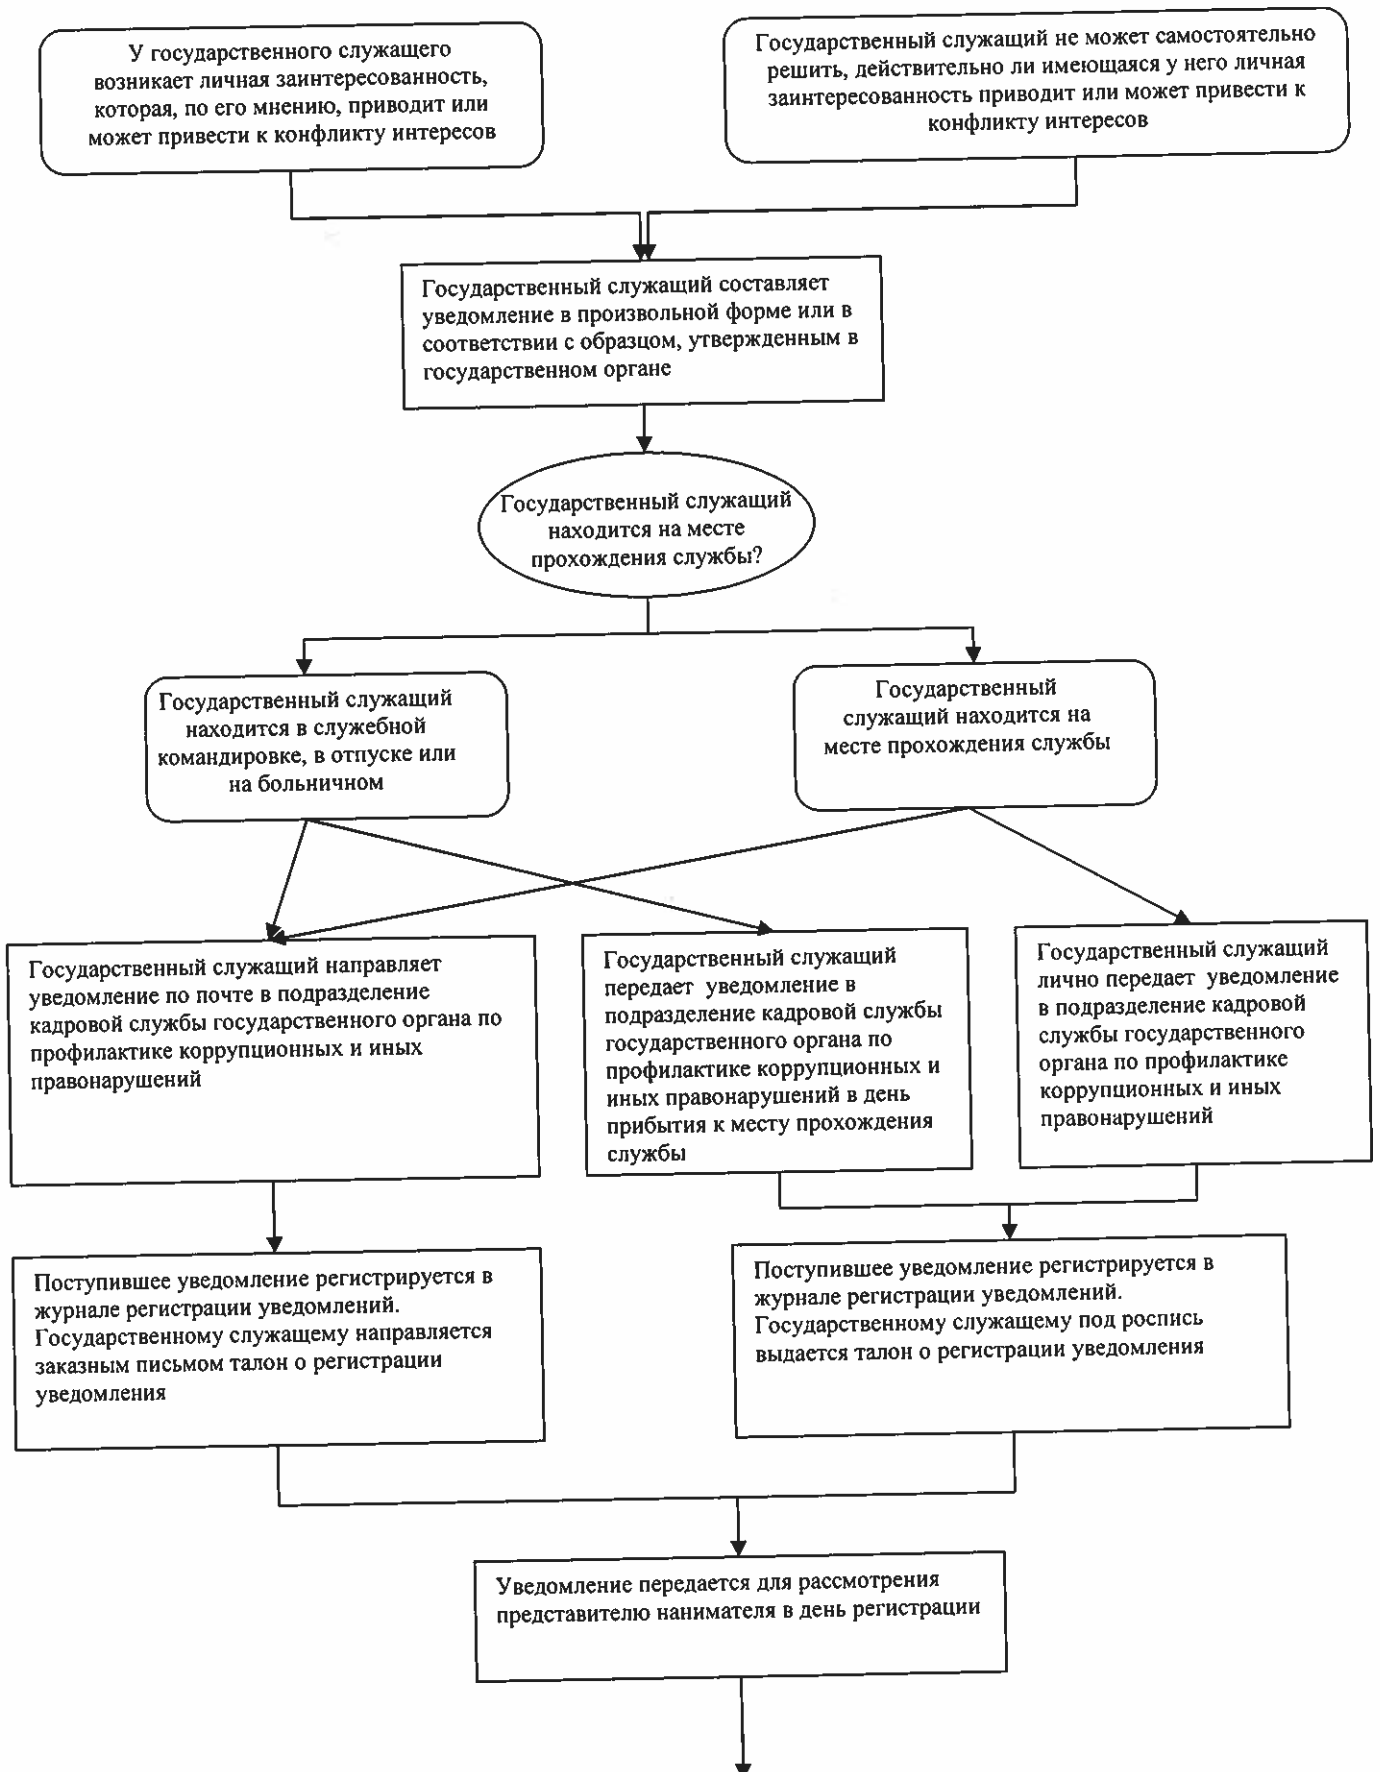 У государственного служащего
возникает личная заинтересованность,
которая, по его мнению, приводит или
может привести к конфликту интересов
Государственный служащий не может самостоятельно
решить, действительно ли имеющаяся у него личная
заинтересованность приводит или может привести к
конфликту интересов
Государственный служащий составляет
уведомление в произвольной форме или в
соответствии с образцом, утвержденным в
государственном органе
Государственный служащий
находится на месте
прохождения службы?
Государственный служащий
находится в служебной
командировке, в отпуске или
на больничном
Государственный
служащий находится на
месте прохождения службы
Государственный служащий направляет
уведомление по почте в подразделение
кадровой службы государственного органа по
профилактике коррупционных и иных
правонарушений
Государственный служащий
передает уведомление в
подразделение кадровой службы
государственного органа по
профилактике коррупционных и
иных правонарушений в день
прибытия к месту прохождения
службы
Государственный служащий
лично передает уведомление
в подразделение кадровой
службы государственного
органа по профилактике
коррупционных и иных
правонарушений
Поступившее уведомление регистрируется в
журнале регистрации уведомлений.
Государственному служащему направляется
заказным письмом талон о регистрации
уведомления
Поступившее уведомление регистрируется в
журнале регистрации уведомлений.
Государственному служащему под роспись
выдается талон о регистрации уведомления
Уведомление передается для рассмотрения
представителю нанимателя в день регистрации